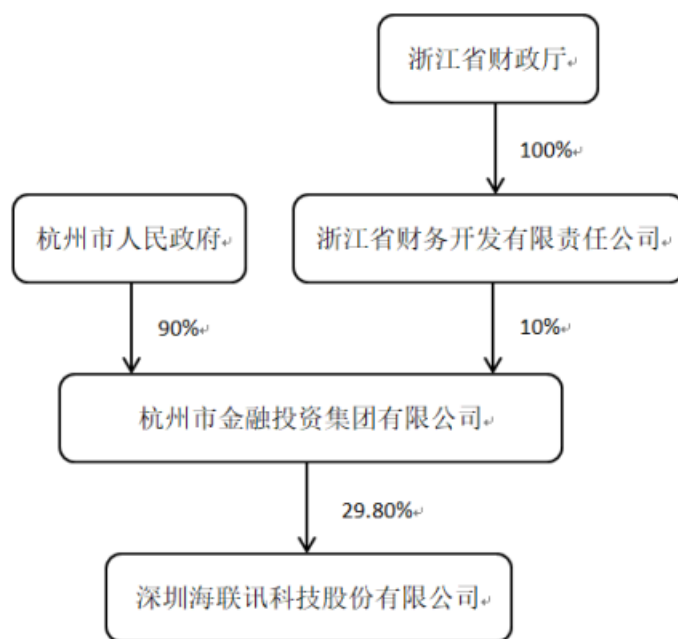 浙江省财政厅
100%
杭州市人民政府
浙江省财务开发有限责任公司
90%
10%
杭州市金融投资集团有限公司
29.80%
深圳海联讯科技股份有限公司